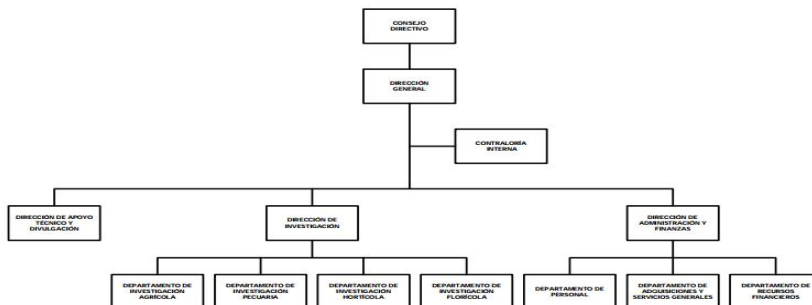 CONSEJO
DIRECTIVO
DIRECCIÓN
GENERAL
CONTRALORÍA
INTERNA
DIRECCIÓN DE APOYO
TÉCNICO Y
DIVULGACIÓN
DIRECCIÓN DE
INVESTIGACIÓN
DIRECCIÓN DE
ADMINISTRACIÓN Y
FINANZAS
DEPARTAMENTO DE
INVESTIGACIÓN
AGRÍCOLA
DEPARTAMENTO DE
INVESTIGACIÓN
PECUARIA
DEPARTAMENTO DE
INVESTIGACIÓN
HORTÍCOLA
DEPARTAMENTO DE
INVESTIGACIÓN
FLORÍCOLA
DEPARTAMENTO DE
PERSONAL
DEPARTAMENTO DE
ADQUISICIONES Y
SERVICIOS GENERALES
DEPARTAMENTO DE
RECURSOS
FINANCIEROS